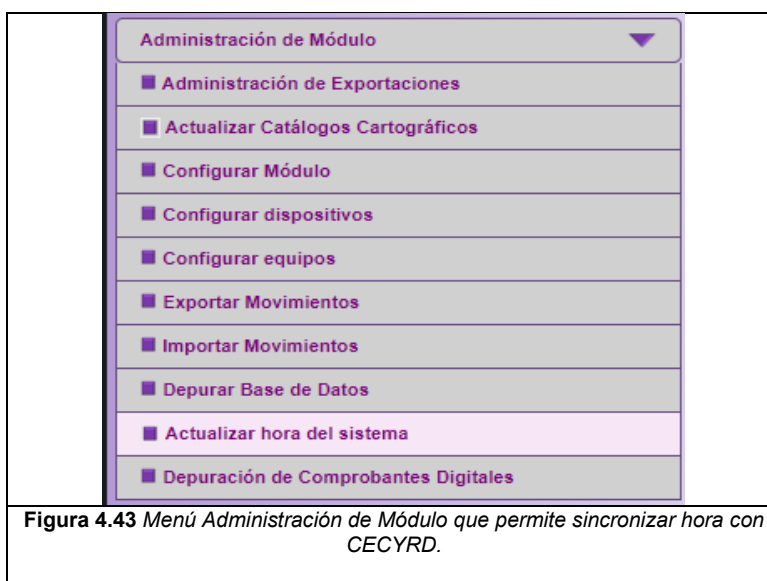 Administración de Módulo
Administración de Exportaciones
Actualizar Catálogos Cartográficos
Configurar Módulo
Configurar dispositivos
Configurar equipos
Exportar Movimientos
Importar Movimientos
Depurar Base de Datos
Actualizar hora del sistema
Depuración de Comprobantes Digitales
Figura 4.43 Menú Administración de Módulo que permite sincronizar hora con
CECYRD.